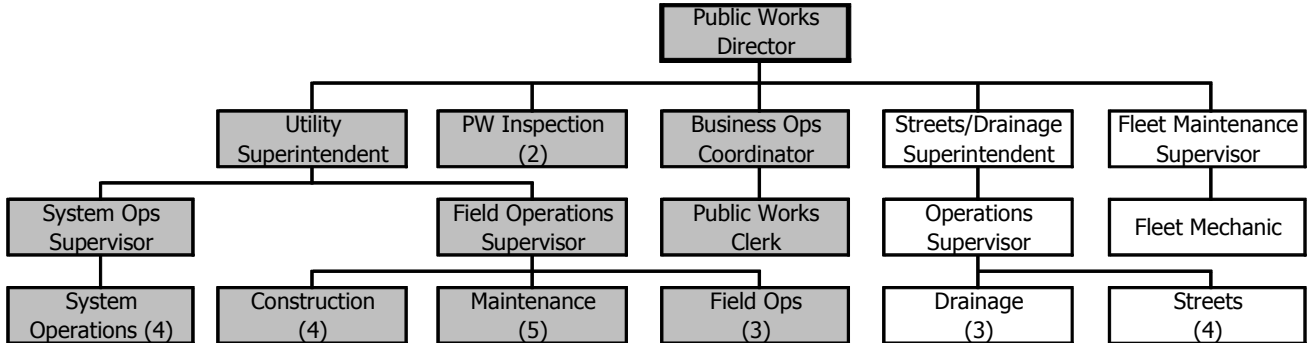 Public Works
Director
Utility
Superintendent
PW Inspection
(2)
Business Ops
Coordinator
Streets/Drainage
Superintendent
Fleet Maintenance
Supervisor
System Ops
Supervisor
Field Operations
Supervisor
Public Works
Clerk
Operations
Supervisor
Fleet Mechanic
System
Operations (4)
Construction
(4)
Maintenance
(5)
Field Ops
(3)
Drainage
(3)
Streets
(4)